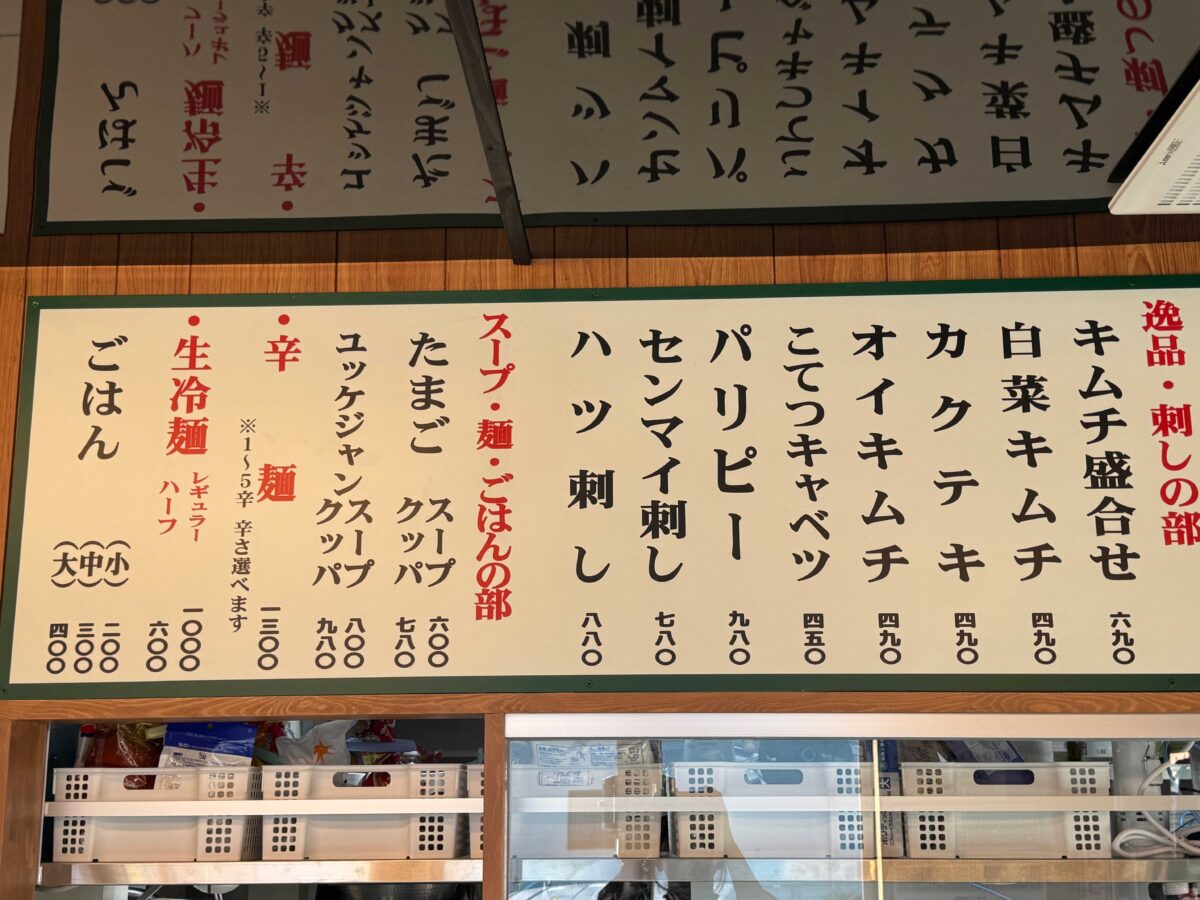 逸品・刺しの部
キムチ盛合せ 六九〇
白菜キムチ 四九〇
カクテキ 四九〇
オイキムチ 四九〇
こてつキャベツ 四五〇
パリピー 九八〇
センマイ刺し 七八〇
ハツ刺し 八八〇
スープ・麺・ごはんの部
たまご スープ 六〇〇
クッパ 七八〇
ユッケジャン スープ 八〇〇
クッパ 九八〇
・辛麺 一三〇〇
※1〜5辛 辛さ選べます
・生冷麺 レギュラー 一〇〇〇
ハーフ 六〇〇
ごはん (小) 二〇〇
(中) 三〇〇
(大) 四〇〇